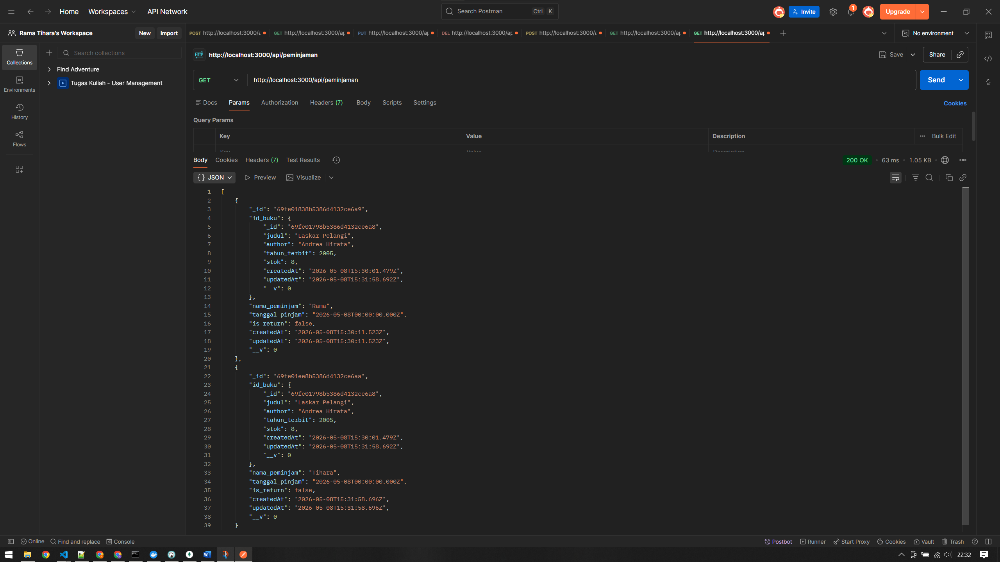 Home Workspaces API Network Search Postman Ctrl K Invite 1 Upgrade
Rama Tihara's Workspace New Import POST http://localhost:3000/a GET http://localhost:3000/ap PUT http://localhost:3000/ap DEL http://localhost:3000/ap POST http://localhost:3000/a GET http://localhost:3000/ap GET http://localhost:3000/ap No environment
Collections
Environments
History
Flows
Search collections
Find Adventure
Tugas Kuliah - User Management
HTTP http://localhost:3000/api/peminjaman Save Share
GET http://localhost:3000/api/peminjaman Send
Docs Params Authorization Headers (7) Body Scripts Settings Cookies
Query Params
Key Value Description Bulk Edit
Key Value Description
Body Cookies Headers (7) Test Results 200 OK 63 ms 1.05 KB
{} JSON Preview Visualize
1 [
2 {
3 "_id": "69fe01838b5386d4132ce6a9",
4 "id_buku": {
5 "_id": "69fe01798b5386d4132ce6a8",
6 "judul": "Laskar Pelangi",
7 "author": "Andrea Hirata",
8 "tahun_terbit": 2005,
9 "stok": 8,
10 "createdAt": "2026-05-08T15:30:01.479Z",
11 "updatedAt": "2026-05-08T15:31:58.692Z",
12 "__v": 0
13 },
14 "nama_peminjam": "Rama",
15 "tanggal_pinjam": "2026-05-08T00:00:00.000Z",
16 "is_return": false,
17 "createdAt": "2026-05-08T15:30:11.523Z",
18 "updatedAt": "2026-05-08T15:30:11.523Z",
19 "__v": 0
20 },
21 {
22 "_id": "69fe01ee8b5386d4132ce6aa",
23 "id_buku": {
24 "_id": "69fe01798b5386d4132ce6a8",
25 "judul": "Laskar Pelangi",
26 "author": "Andrea Hirata",
27 "tahun_terbit": 2005,
28 "stok": 8,
29 "createdAt": "2026-05-08T15:30:01.479Z",
30 "updatedAt": "2026-05-08T15:31:58.692Z",
31 "__v": 0
32 },
33 "nama_peminjam": "Tihara",
34 "tanggal_pinjam": "2026-05-08T00:00:00.000Z",
35 "is_return": false,
36 "createdAt": "2026-05-08T15:31:58.696Z",
37 "updatedAt": "2026-05-08T15:31:58.696Z",
38 "__v": 0
39 }
Online Find and replace Console Postbot Runner Start Proxy Cookies Vault Trash
22:32